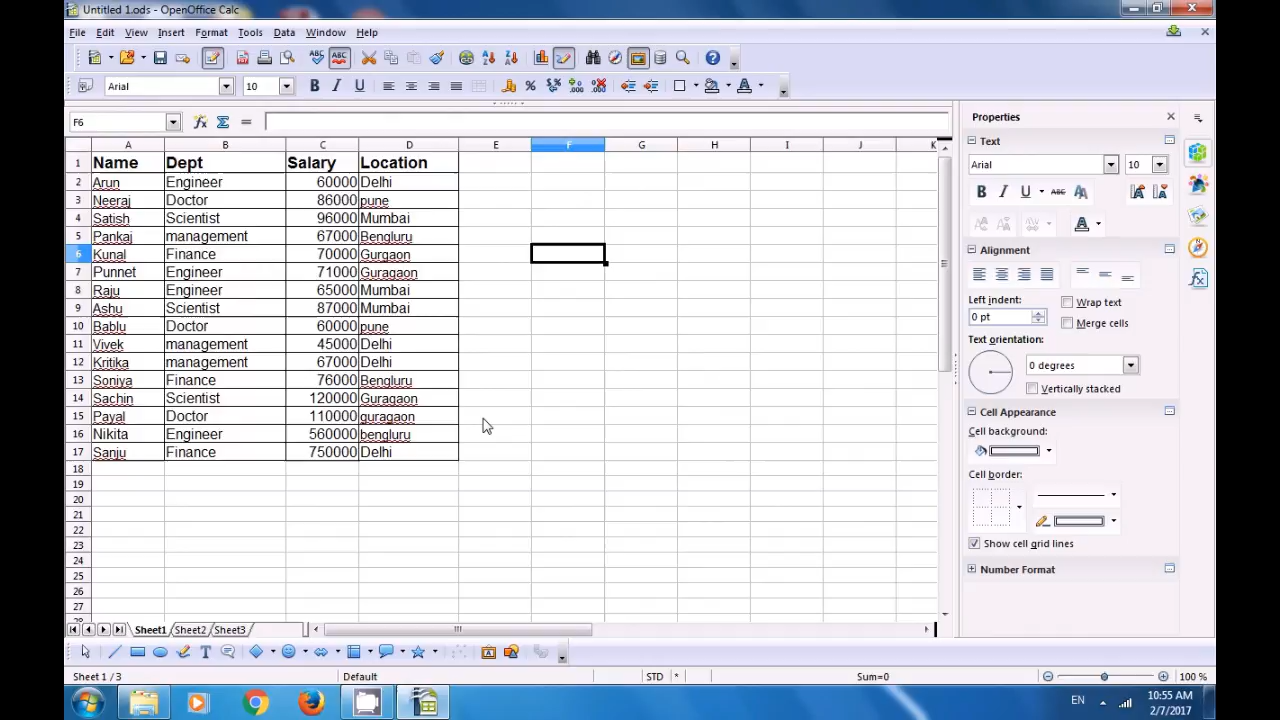 Untitled 1.ods - OpenOffice Calc
File Edit View Insert Format Tools Data Window Help
Arial 10
F6
Properties
A B C D E F G H I J K
1 Name Dept Salary Location
2 Arun Engineer 60000 Delhi
3 Neeraj Doctor 86000 pune
4 Satish Scientist 96000 Mumbai
5 Pankaj management 67000 Bengluru
6 Kunal Finance 70000 Gurgaon
7 Punnet Engineer 71000 Guragaon
8 Raju Engineer 65000 Mumbai
9 Ashu Scientist 87000 Mumbai
10 Bablu Doctor 60000 pune
11 Vivek management 45000 Delhi
12 Kritika management 67000 Delhi
13 Soniya Finance 76000 Bengluru
14 Sachin Scientist 120000 Guragaon
15 Payal Doctor 110000 guragaon
16 Nikita Engineer 560000 bengluru
17 Sanju Finance 750000 Delhi
18
19
20
21
22
23
24
25
26
27
Text
Arial 10
Alignment
Left indent:
Wrap text
0 pt
Merge cells
Text orientation:
0 degrees
Vertically stacked
Cell Appearance
Cell background:
Cell border:
Show cell grid lines
Number Format
Sheet1 Sheet2 Sheet3
Sheet 1 / 3 Default STD * Sum=0 100 %
EN
10:55 AM
2/7/2017